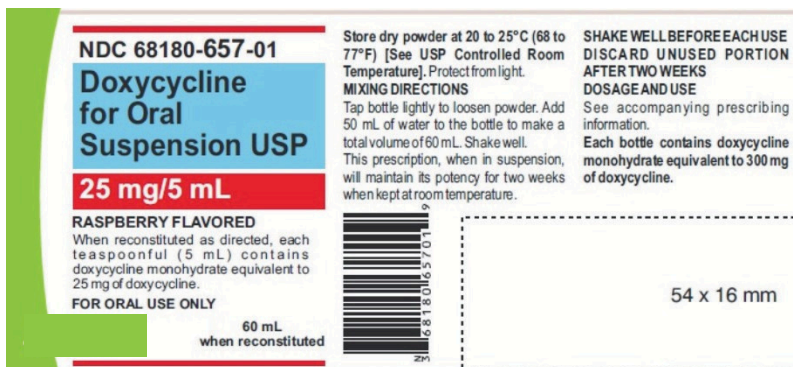 NDC 68180-657-01
Doxycycline
for Oral
Suspension USP
25 mg/5 mL
RASPBERRY FLAVORED
When reconstituted as directed, each
teaspoonful (5 mL) contains
doxycycline monohydrate equivalent to
25 mg of doxycycline.
FOR ORAL USE ONLY
60 mL
when reconstituted
Store dry powder at 20 to 25°C (68 to
77°F) [See USP Controlled Room
Temperature]. Protect from light.
MIXING DIRECTIONS
Tap bottle lightly to loosen powder. Add
50 mL of water to the bottle to make a
total volume of 60 mL. Shake well.
This prescription, when in suspension,
will maintain its potency for two weeks
when kept at room temperature.
N
3 68180 65701 9
SHAKE WELL BEFORE EACH USE
DISCARD UNUSED PORTION
AFTER TWO WEEKS
DOSAGE AND USE
See accompanying prescribing
information.
Each bottle contains doxycycline
monohydrate equivalent to 300 mg
of doxycycline.
54 x 16 mm